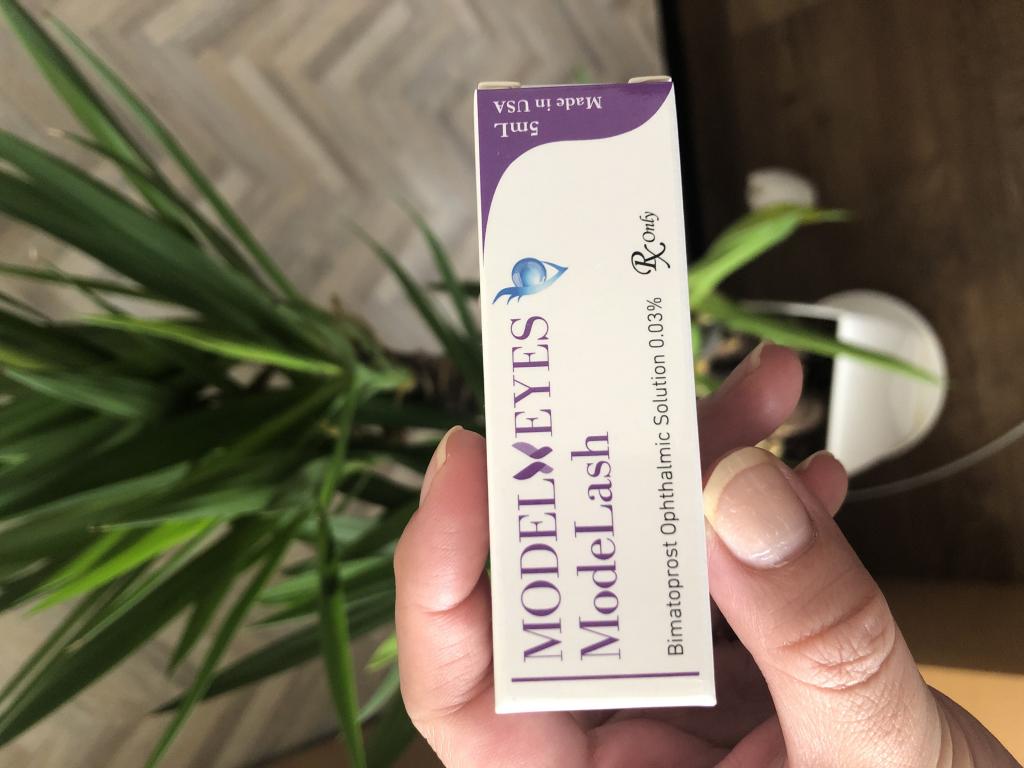 MODEL EYES
ModeLash
Bimatoprost Ophthalmic Solution 0.03%
Rx Only
5mL
Made in USA